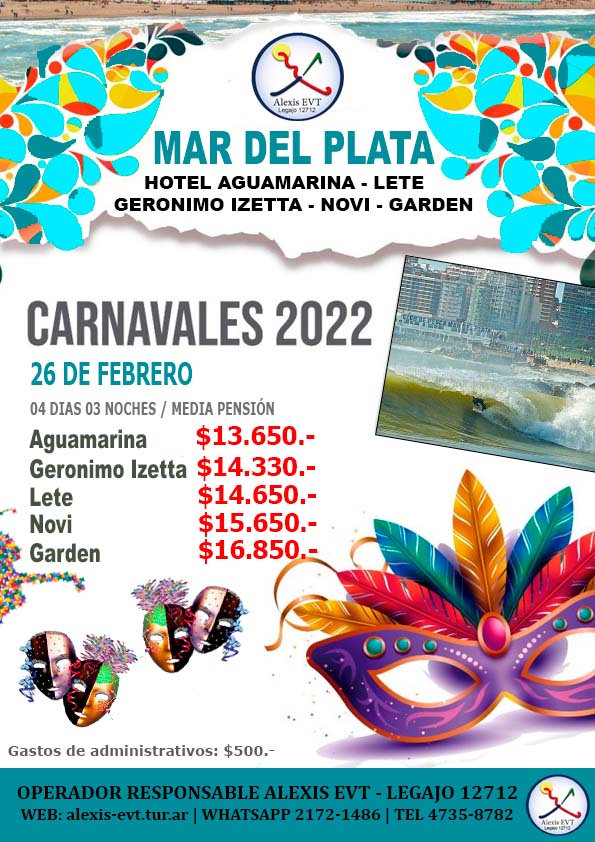 Alexis EVT
Legajo 12712
MAR DEL PLATA
HOTEL AGUAMARINA - LETE
GERONIMO IZETTA - NOVI - GARDEN
CARNAVALES 2022
26 DE FEBRERO
04 DIAS 03 NOCHES / MEDIA PENSIÓN
Aguamarina $13.650.-
Geronimo Izetta $14.330.-
Lete $14.650.-
Novi $15.650.-
Garden $16.850.-
Gastos de administrativos: $500.-
OPERADOR RESPONSABLE ALEXIS EVT - LEGAJO 12712
WEB: alexis-evt.tur.ar | WHATSAPP 2172-1486 | TEL 4735-8782
Alexis EVT
Legajo 12712